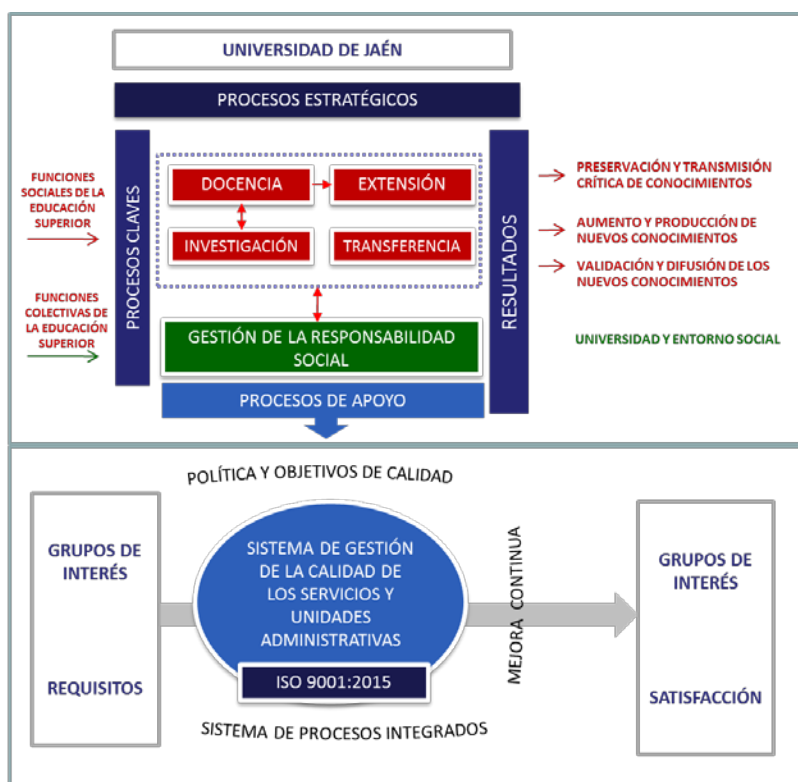 UNIVERSIDAD DE JAÉN
PROCESOS ESTRATÉGICOS
FUNCIONES
SOCIALES DE LA
EDUCACIÓN
SUPERIOR
FUNCIONES
COLECTIVAS DE
LA EDUCACIÓN
SUPERIOR
PROCESOS CLAVES
DOCENCIA
EXTENSIÓN
INVESTIGACIÓN
TRANSFERENCIA
GESTIÓN DE LA RESPONSABILIDAD
SOCIAL
PROCESOS DE APOYO
RESULTADOS
PRESERVACIÓN Y TRANSMISIÓN
CRÍTICA DE CONOCIMIENTOS
AUMENTO Y PRODUCCIÓN DE
NUEVOS CONOCIMIENTOS
VALIDACIÓN Y DIFUSIÓN DE LOS
NUEVOS CONOCIMIENTOS
UNIVERSIDAD Y ENTORNO SOCIAL
POLÍTICA Y OBJETIVOS DE CALIDAD
GRUPOS DE
INTERÉS
REQUISITOS
SISTEMA DE GESTIÓN
DE LA CALIDAD DE
LOS SERVICIOS Y
UNIDADES
ADMINISTRATIVAS
ISO 9001:2015
SISTEMA DE PROCESOS INTEGRADOS
MEJORA CONTINUA
GRUPOS DE
INTERÉS
SATISFACCIÓN